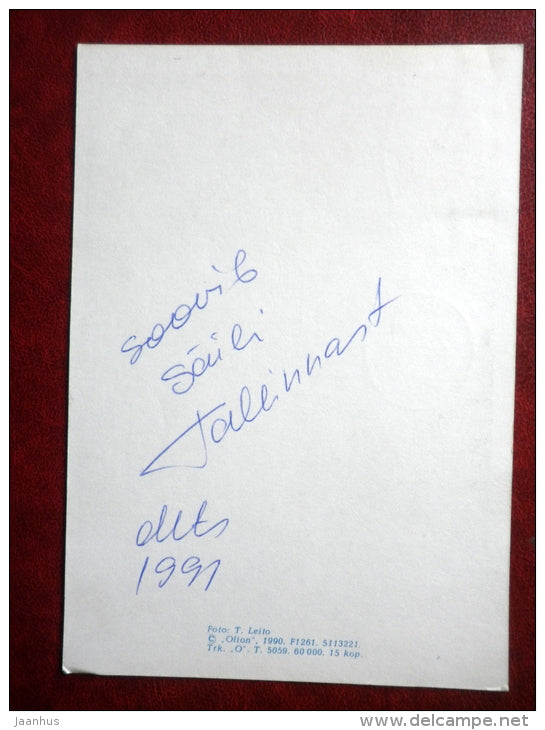 soovib
Säili
Tallinnast
dets
1991
Foto: T. Leito
© „Olion", 1990. F1261. 5113221.
Trk. „O". T. 5059. 60 000. 15 kop.
jaanhus
www.delcampe.net